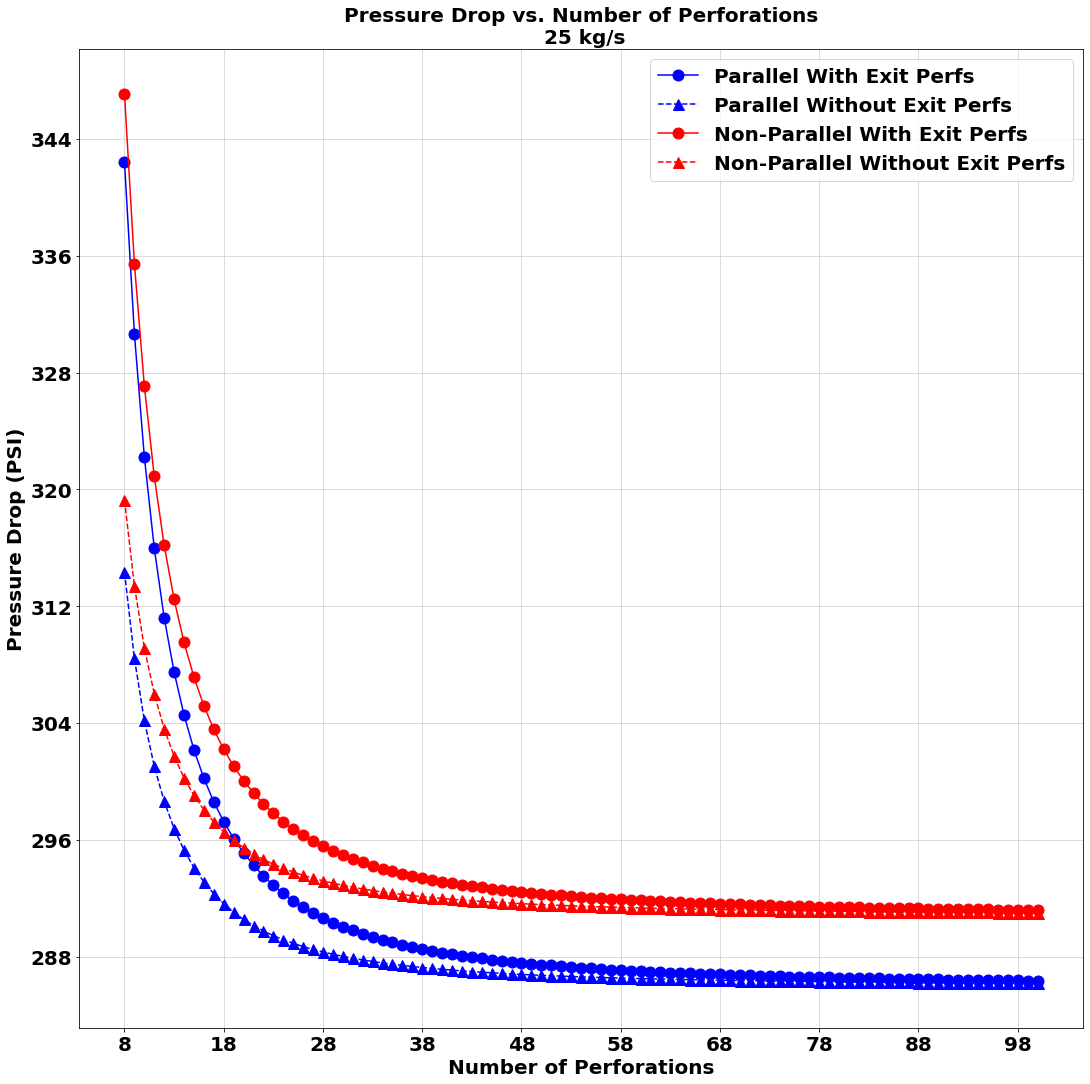 Pressure Drop vs. Number of Perforations
25 kg/s
Parallel With Exit Perfs
Parallel Without Exit Perfs
Non-Parallel With Exit Perfs
Non-Parallel Without Exit Perfs
Pressure Drop (PSI)
344
336
328
320
312
304
296
288
8 18 28 38 48 58 68 78 88 98
Number of Perforations